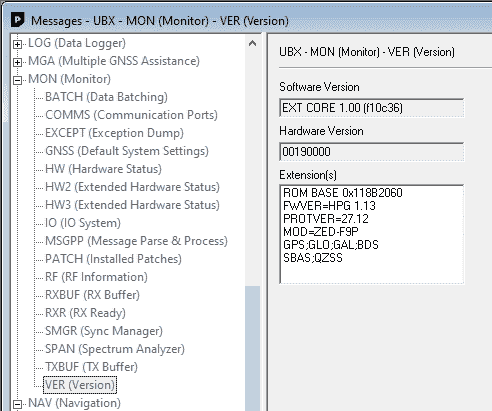 Messages - UBX - MON (Monitor) - VER (Version)
LOG (Data Logger)
MGA (Multiple GNSS Assistance)
MON (Monitor)
BATCH (Data Batching)
COMMS (Communication Ports)
EXCEPT (Exception Dump)
GNSS (Default System Settings)
HW (Hardware Status)
HW2 (Extended Hardware Status)
HW3 (Extended Hardware Status)
IO (IO System)
MSGPP (Message Parse & Process)
PATCH (Installed Patches)
RF (RF Information)
RXBUF (RX Buffer)
RXR (RX Ready)
SMGR (Sync Manager)
SPAN (Spectrum Analyzer)
TXBUF (TX Buffer)
VER (Version)
NAV (Navigation)
UBX - MON (Monitor) - VER (Version)
Software Version
EXT CORE 1.00 (f10c36)
Hardware Version
00190000
Extension(s)
ROM BASE 0x118B2060
FWVER=HPG 1.13
PROTVER=27.12
MOD=ZED-F9P
GPS;GLO;GAL;BDS
SBAS;QZSS